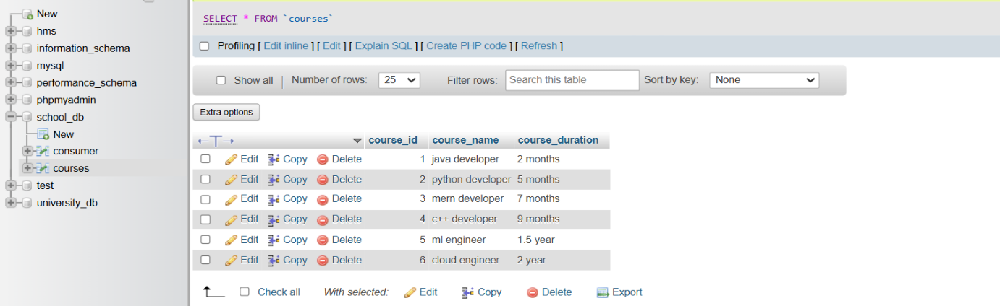 New
hms
information_schema
mysql
performance_schema
phpmyadmin
school_db
New
consumer
courses
test
university_db
SELECT * FROM `courses`
Profiling [ Edit inline ] [ Edit ] [ Explain SQL ] [ Create PHP code ] [ Refresh ]
Show all Number of rows: 25 Filter rows: Search this table Sort by key: None
Extra options
course_id course_name course_duration
Edit Copy Delete 1 java developer 2 months
Edit Copy Delete 2 python developer 5 months
Edit Copy Delete 3 mern developer 7 months
Edit Copy Delete 4 c++ developer 9 months
Edit Copy Delete 5 ml engineer 1.5 year
Edit Copy Delete 6 cloud engineer 2 year
Check all With selected: Edit Copy Delete Export